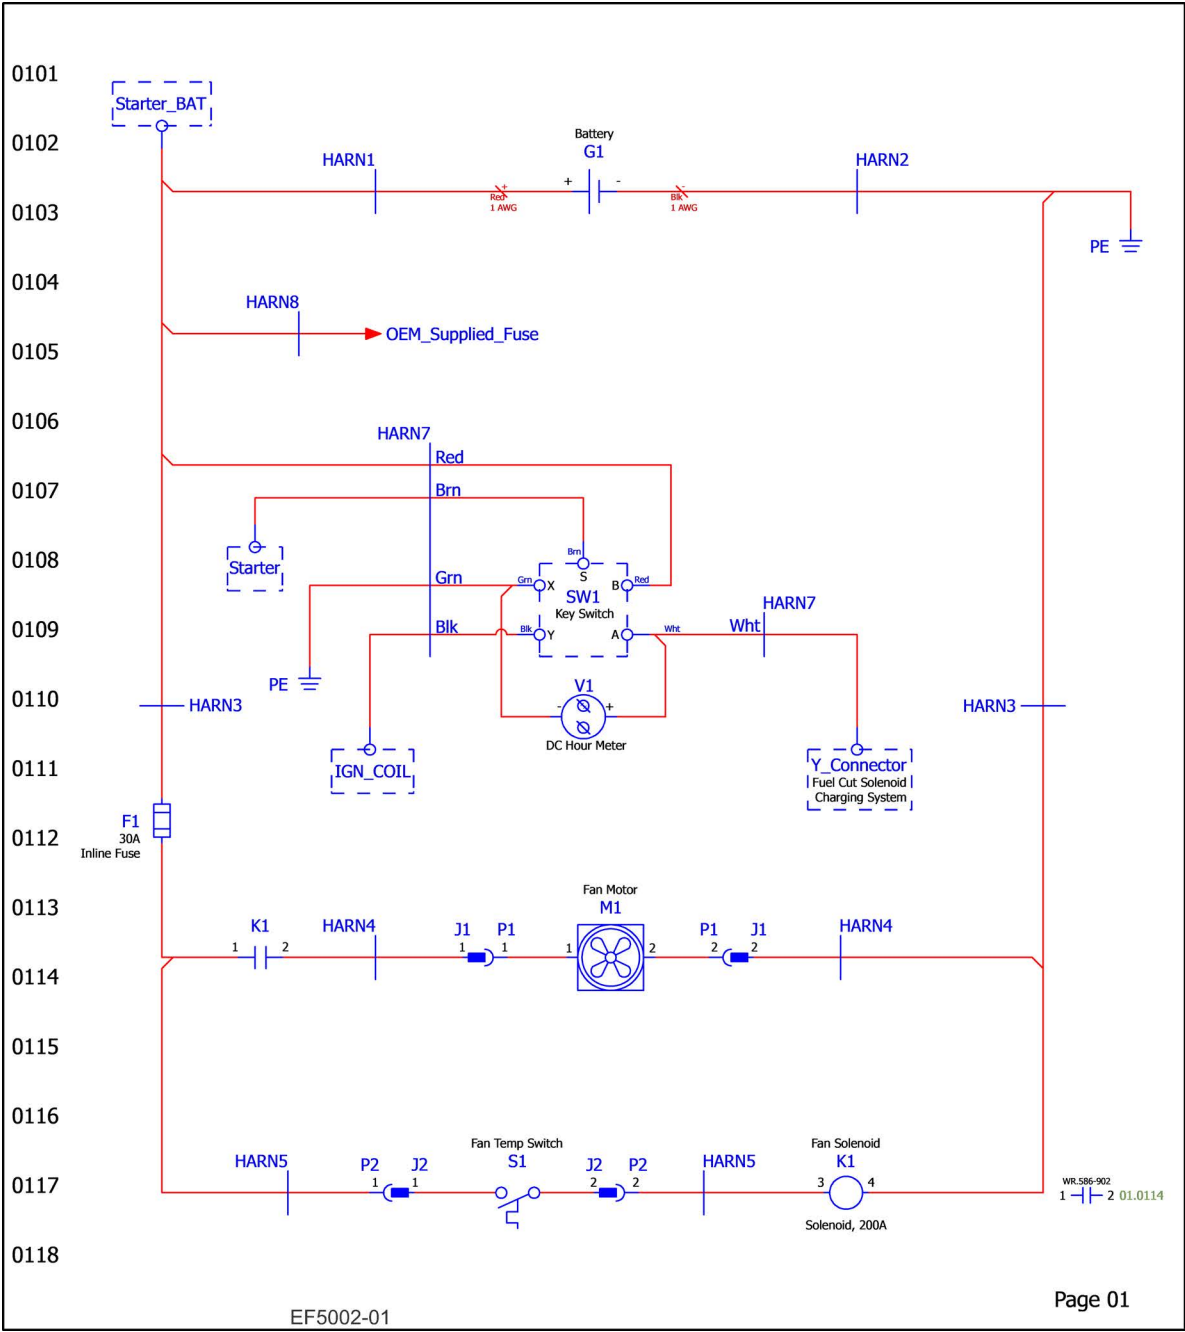 0101
Starter_BAT
0102
Battery
HARN1
G1
HARN2
+
-
+
-
Red
1 AWG
Blk
1 AWG
0103
PE
0104
HARN8
OEM_Supplied_Fuse
0105
0106
HARN7
Red
0107
Brn
0108
Brn
Starter
S
Grn
Grn
X
B
Red
SW1
Key Switch
HARN7
0109
Blk
Blk
Y
A
Wht
Wht
PE
V1
0110
HARN3
-
+
HARN3
DC Hour Meter
0111
IGN_COIL
Y_Connector
Fuel Cut Solenoid
Charging System
F1
0112
30A
Inline Fuse
Fan Motor
0113
M1
K1
HARN4
J1
P1
P1
J1
HARN4
1
2
1
1
1
2
2
2
0114
0115
0116
Fan Temp Switch
Fan Solenoid
HARN5
P2
J2
S1
J2
P2
HARN5
K1
0117
1
1
2
2
3
4
WR.586-902
1
2
01.0114
Solenoid, 200A
0118
Page 01
EF5002-01